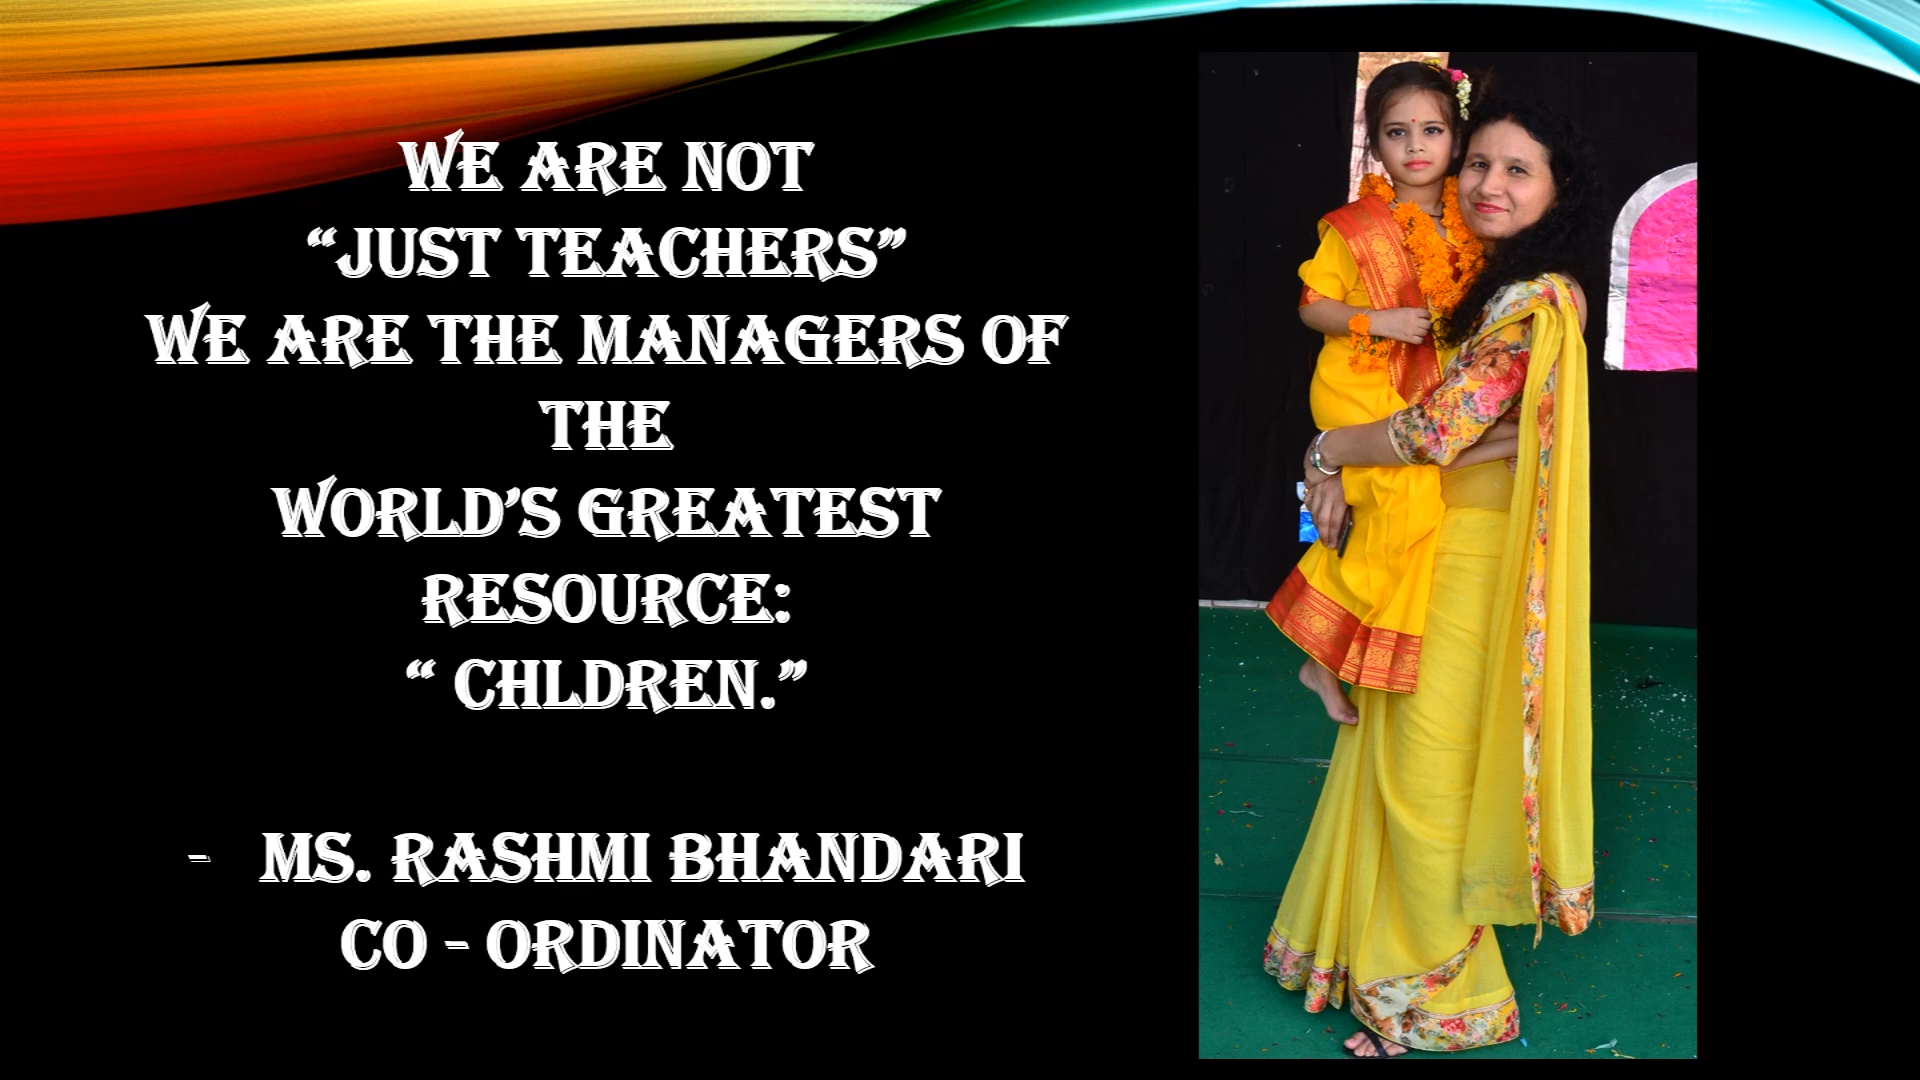 WE ARE NOT
“JUST TEACHERS”
WE ARE THE MANAGERS OF
THE
WORLD’S GREATEST
RESOURCE:
“ CHLDREN.”
- MS. RASHMI BHANDARI
CO - ORDINATOR